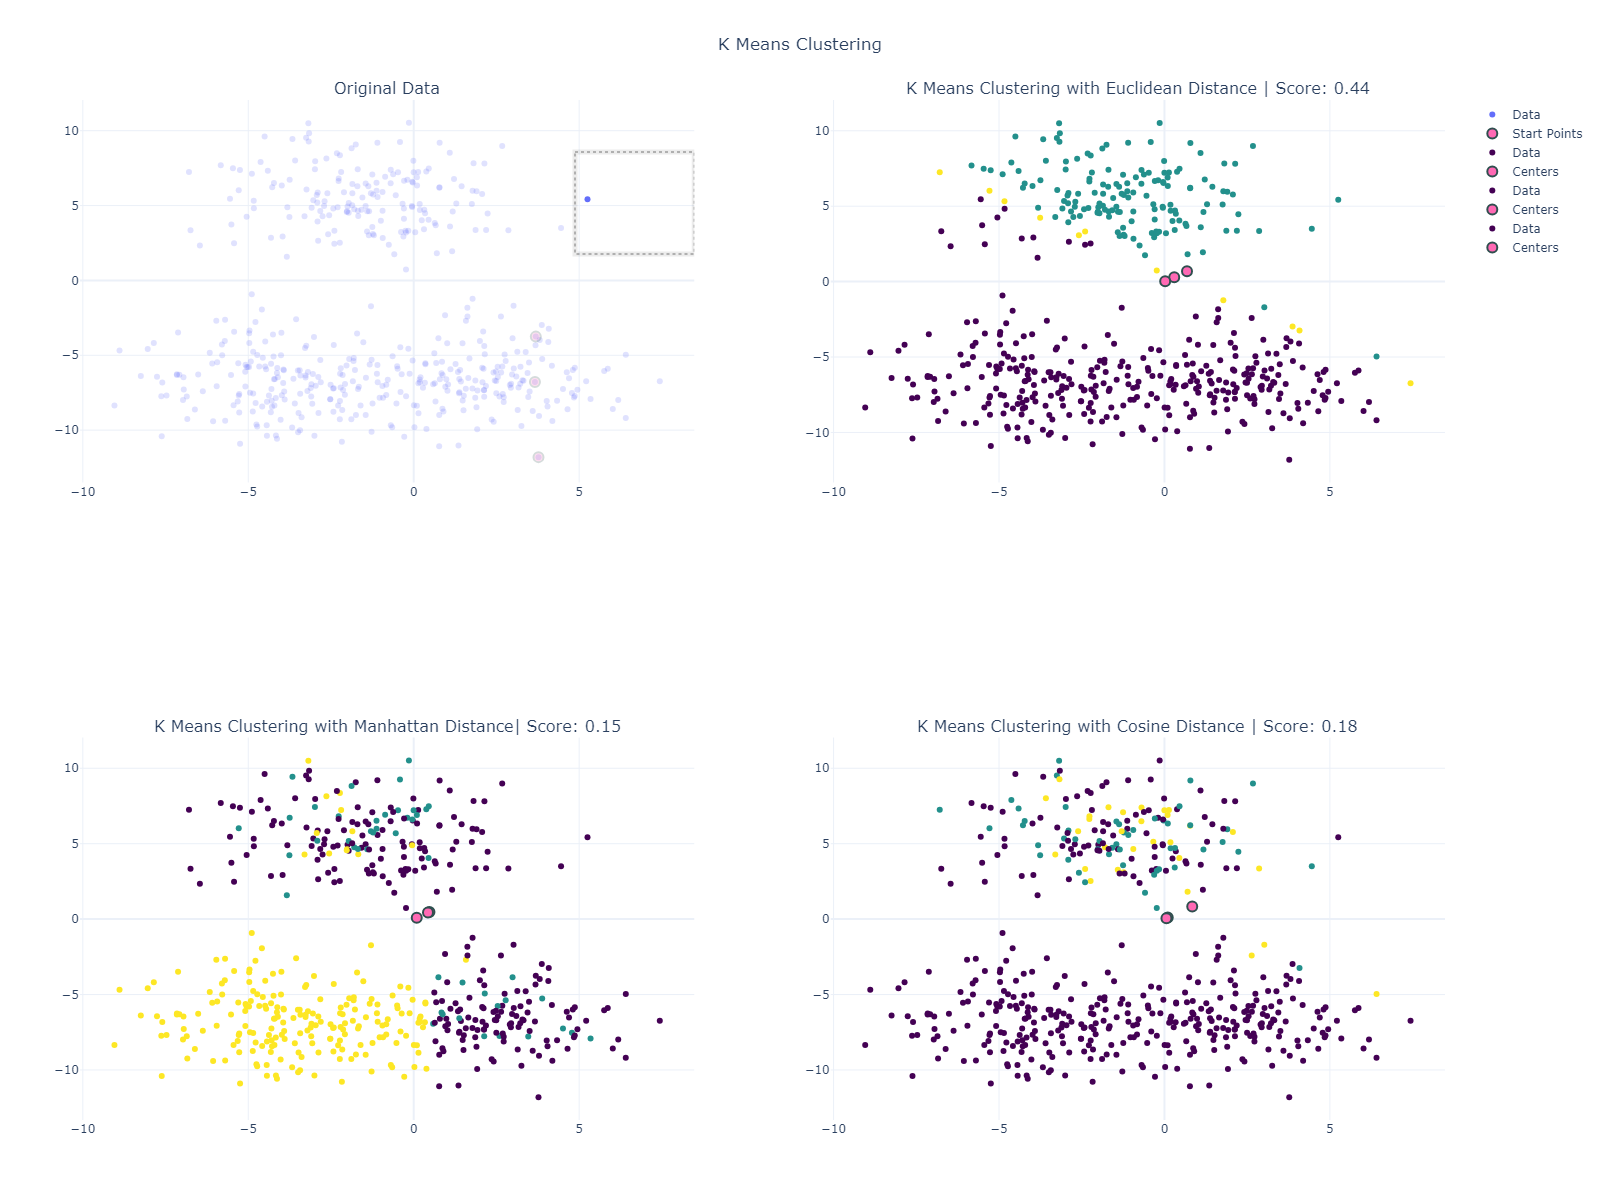 K Means Clustering
Original Data
10
5
0
−5
−10
−10
−5
0
5
K Means Clustering with Euclidean Distance | Score: 0.44
10
5
0
−5
−10
−10
−5
0
5
Data
Start Points
Data
Centers
Data
Centers
Data
Centers
K Means Clustering with Manhattan Distance| Score: 0.15
10
5
0
−5
−10
−10
−5
0
5
K Means Clustering with Cosine Distance | Score: 0.18
10
5
0
−5
−10
−10
−5
0
5